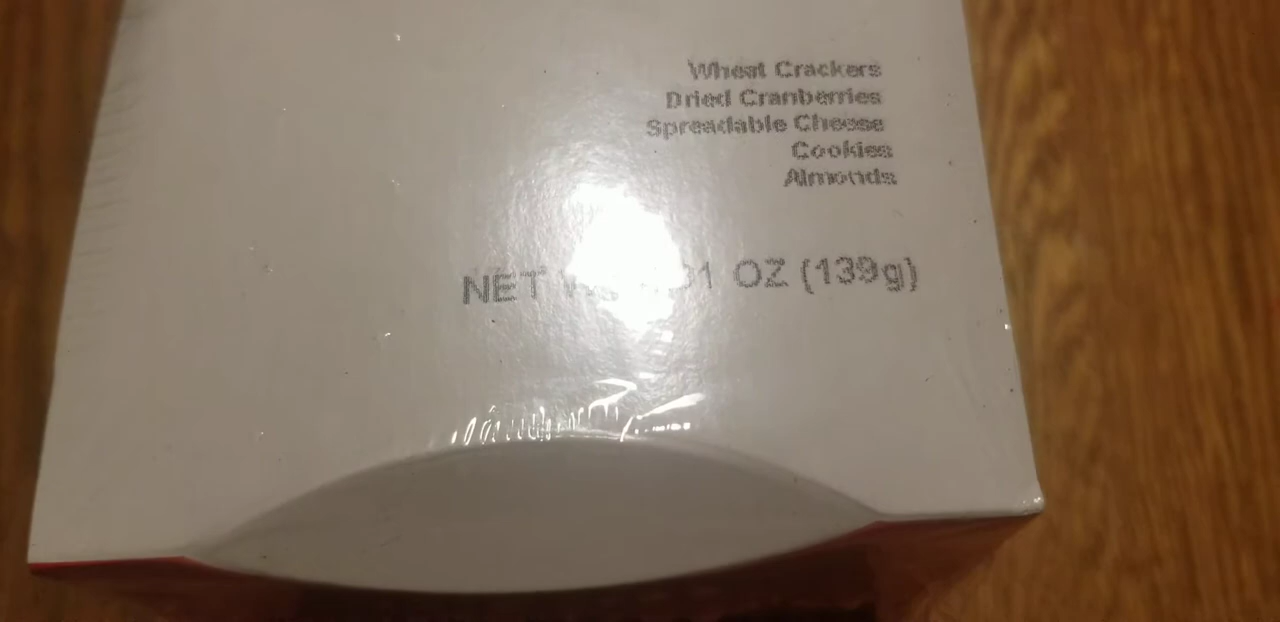 Wheat Crackers
Dried Cranberries
Spreadable Cheese
Cookies
Almonds
NET OZ (139g)